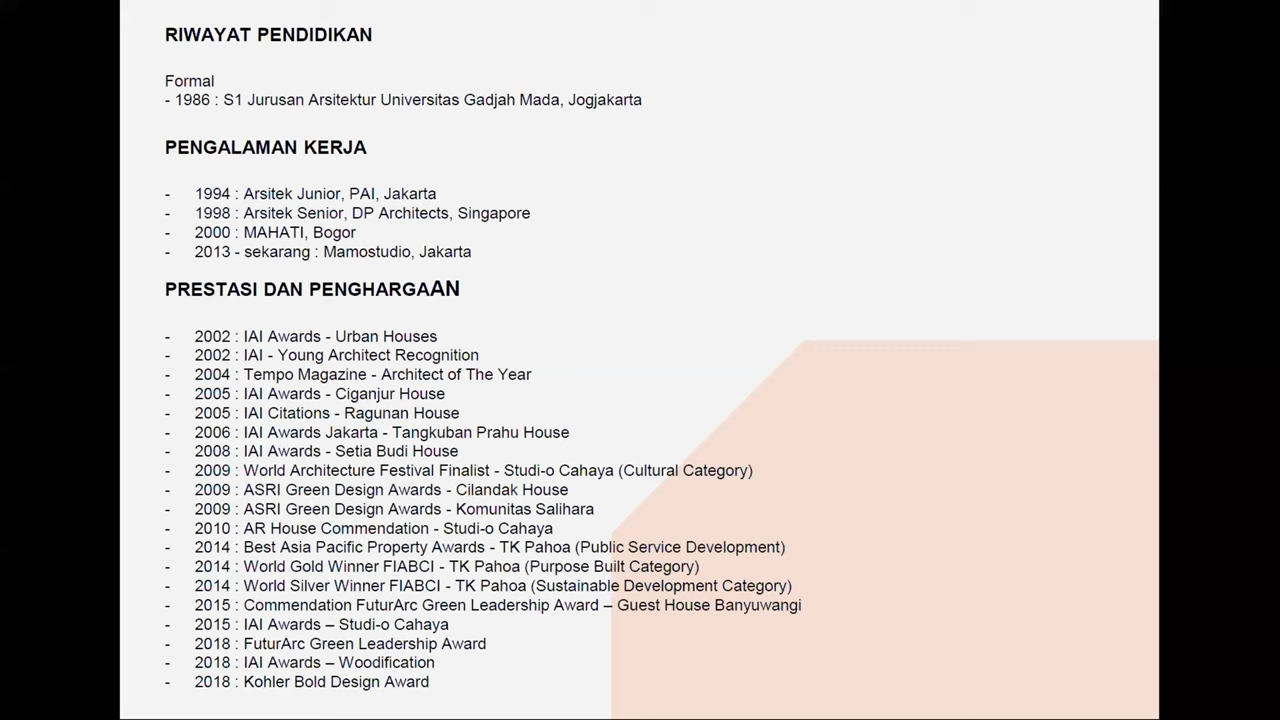 RIWAYAT PENDIDIKAN
Formal
- 1986 : S1 Jurusan Arsitektur Universitas Gadjah Mada, Jogjakarta
PENGALAMAN KERJA
- 1994 : Arsitek Junior, PAI, Jakarta
- 1998 : Arsitek Senior, DP Architects, Singapore
- 2000 : MAHATI, Bogor
- 2013 - sekarang : Mamostudio, Jakarta
PRESTASI DAN PENGHARGAAN
- 2002 : IAI Awards - Urban Houses
- 2002 : IAI - Young Architect Recognition
- 2004 : Tempo Magazine - Architect of The Year
- 2005 : IAI Awards - Ciganjur House
- 2005 : IAI Citations - Ragunan House
- 2006 : IAI Awards Jakarta - Tangkuban Prahu House
- 2008 : IAI Awards - Setia Budi House
- 2009 : World Architecture Festival Finalist - Studi-o Cahaya (Cultural Category)
- 2009 : ASRI Green Design Awards - Cilandak House
- 2009 : ASRI Green Design Awards - Komunitas Salihara
- 2010 : AR House Commendation - Studi-o Cahaya
- 2014 : Best Asia Pacific Property Awards - TK Pahoa (Public Service Development)
- 2014 : World Gold Winner FIABCI - TK Pahoa (Purpose Built Category)
- 2014 : World Silver Winner FIABCI - TK Pahoa (Sustainable Development Category)
- 2015 : Commendation FuturArc Green Leadership Award – Guest House Banyuwangi
- 2015 : IAI Awards – Studi-o Cahaya
- 2018 : FuturArc Green Leadership Award
- 2018 : IAI Awards – Woodification
- 2018 : Kohler Bold Design Award